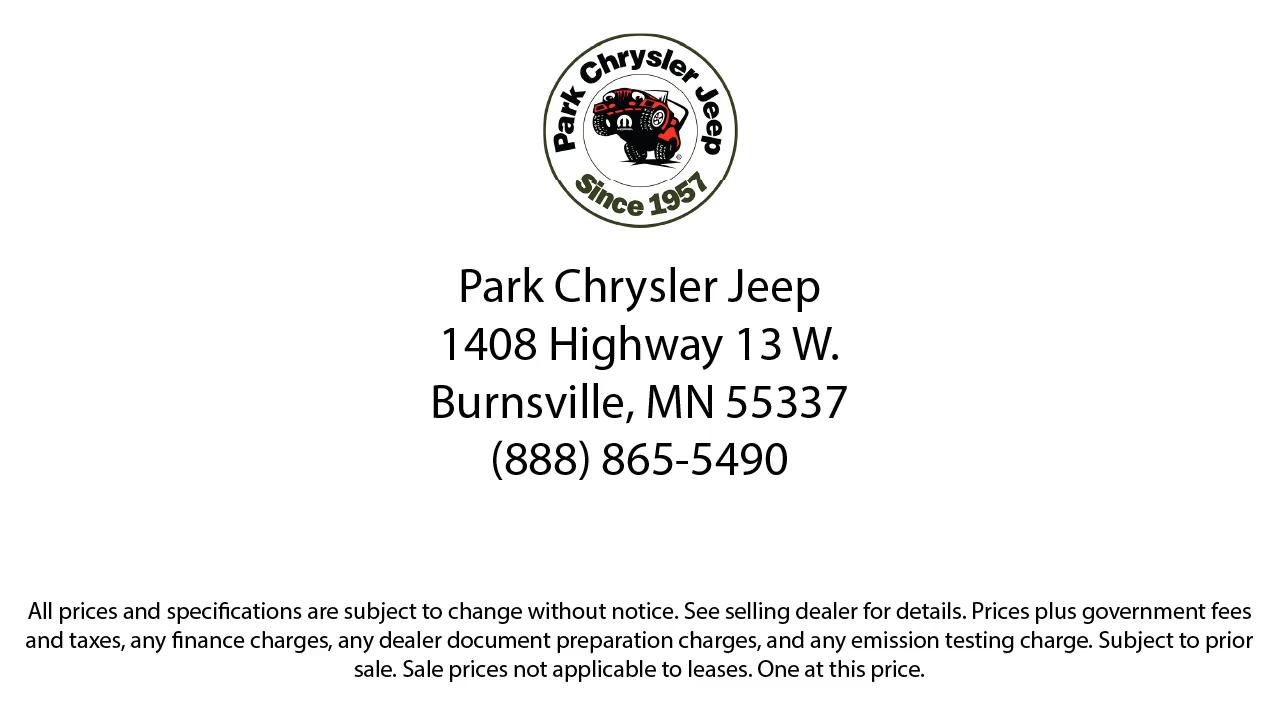 Park Chrysler Jeep
Since 1957
Park Chrysler Jeep
1408 Highway 13 W.
Burnsville, MN 55337
(888) 865-5490
All prices and specifications are subject to change without notice. See selling dealer for details. Prices plus government fees
and taxes, any finance charges, any dealer document preparation charges, and any emission testing charge. Subject to prior
sale. Sale prices not applicable to leases. One at this price.